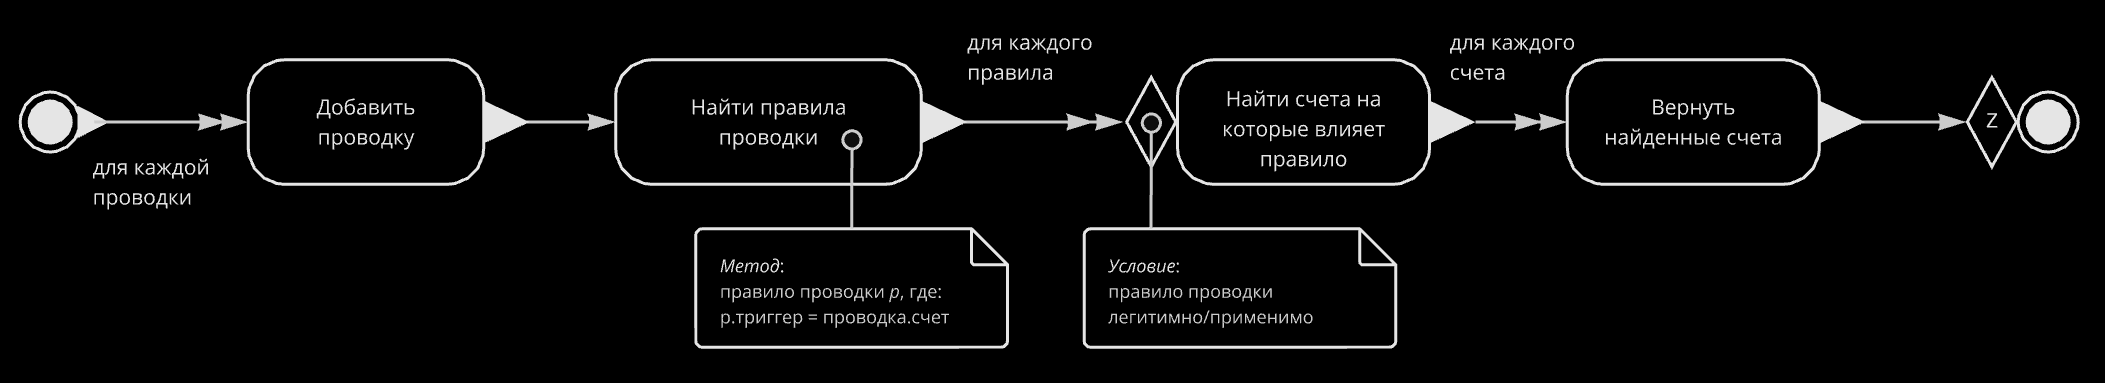 для каждой
проводки
Добавить
проводку
Найти правила
проводки
Метод:
правило проводки p, где:
р.триггер = проводка.счет
для каждого
правила
Условие:
правило проводки
легитимно/применимо
Найти счета на
которые влияет
правило
для каждого
счета
Вернуть
найденные счета
Z